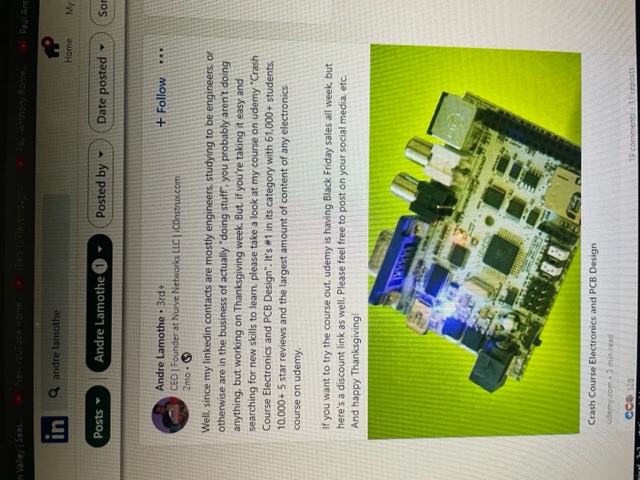 n Valley | Seas...
New YouTube Home
Paul Anthony Rome...
Paul Ant
in
andre lamothe
Home
My
Posts
Andre Lamothe 1
Posted by
Date posted
Sor
Andre Lamothe • 3rd+
+ Follow
CEO | Founder at Nurve Networks LLC | iC0nstrux.com
2mo •
Well, since my linkedin contacts are mostly engineers, studying to be engineers, or
otherwise are in the business of actually "doing stuff", you probably aren't doing
anything, but working on Thanksgiving week. But, if you're taking it easy and
searching for new skills to learn, please take a look at my course on udemy "Crash
Course Electronics and PCB Design". It's #1 in its category with 61,000+ students,
10,000+ 5 star reviews and the largest amount of content of any electronics
course on udemy.
If you want to try the course out, udemy is having Black Friday sales all week, but
here's a discount link as well. Please feel free to post on your social media, etc.
And happy Thanksgiving!
AUDIO
Crash Course Electronics and PCB Design
udemy.com • 3 min read
128
19 comments • 11 reposts